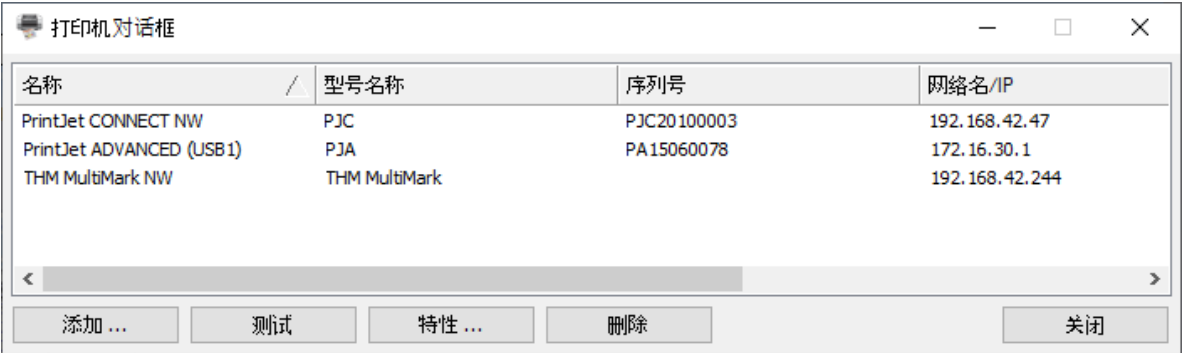 打印机对话框
名称 型号名称 序列号 网络名/IP
PrintJet CONNECT NW PJC PJC20100003 192.168.42.47
PrintJet ADVANCED (USB1) PJA PA15060078 172.16.30.1
THM MultiMark NW THM MultiMark 192.168.42.244
添加 ... 测试 特性 ... 删除 关闭